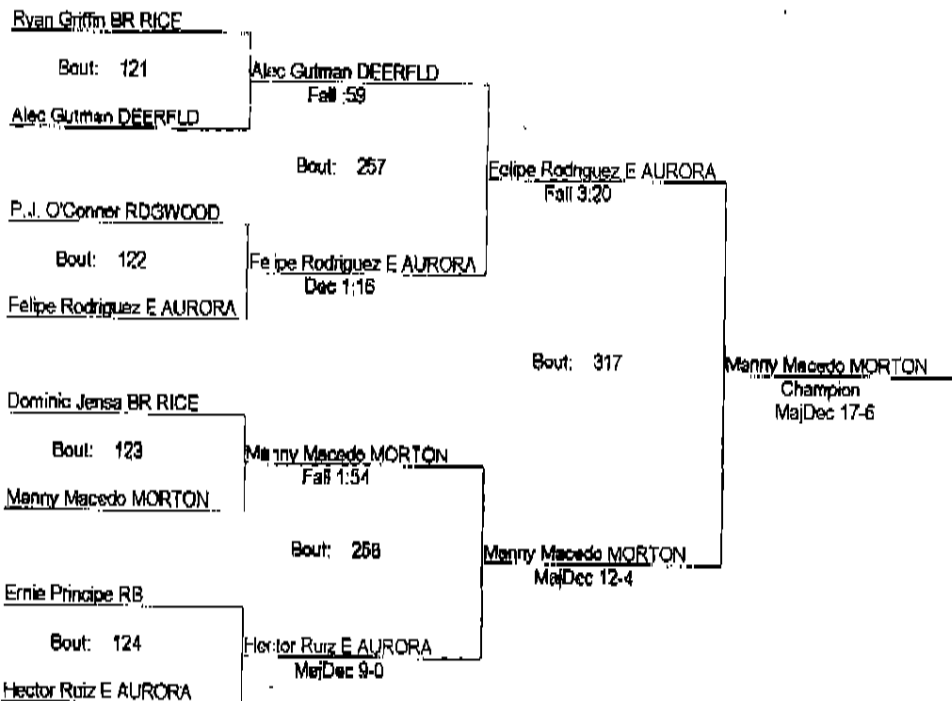 Ryan Griffin BR RICE
Bout: 121
Alec Gutman DEERFLD
Fall :59
Alec Gutman DEERFLD
Bout: 257
Felipe Rodriguez E AURORA
Fall 3:20
P.J. O'Conner RDGWOOD
Bout: 122
Felipe Rodriguez E AURORA
Dec 1:16
Felipe Rodriguez E AURORA
Bout: 317
Manny Macedo MORTON
Champion
MajDec 17-6
Dominic Jensa BR RICE
Bout: 123
Manny Macedo MORTON
Fall 1:54
Manny Macedo MORTON
Bout: 258
Manny Macedo MORTON
MajDec 12-4
Ernie Principe RB
Bout: 124
Hector Ruiz E AURORA
MajDec 9-0
Hector Ruiz E AURORA